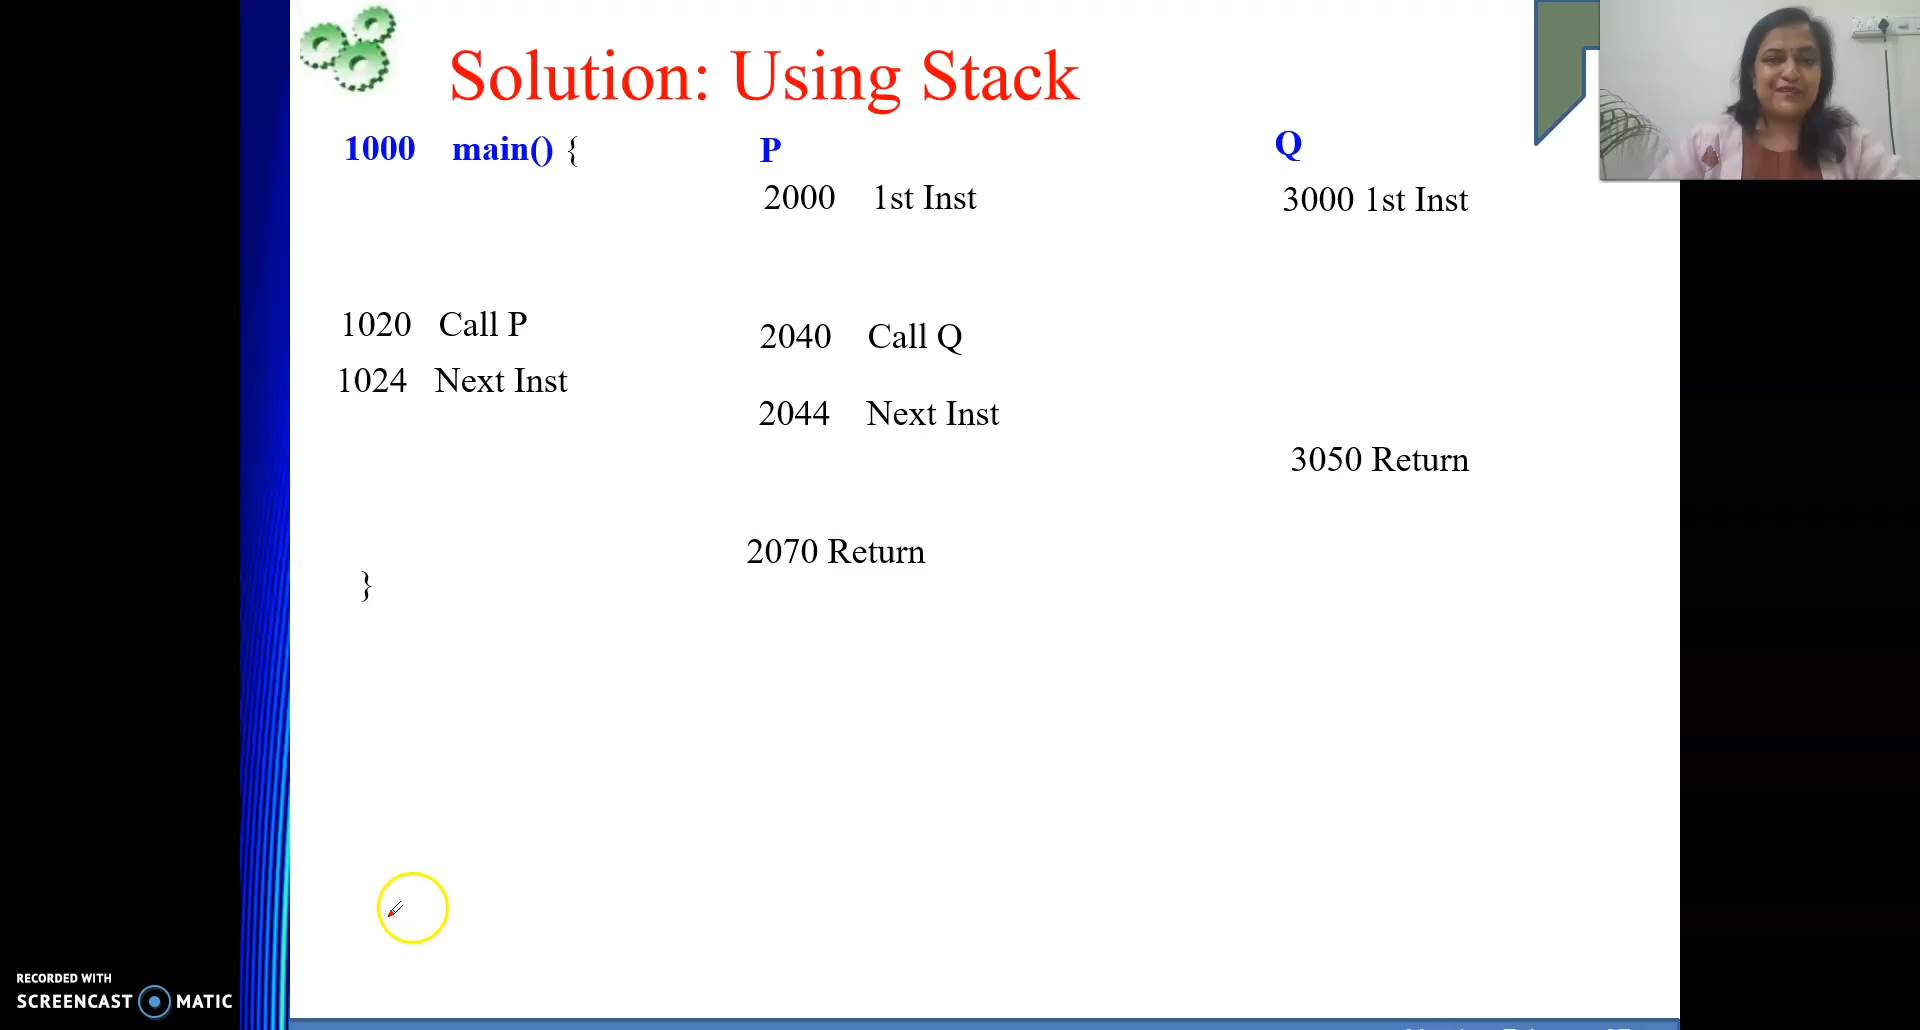 Solution: Using Stack
1000 main() {
P
Q
2000 1st Inst
3000 1st Inst
1020 Call P
2040 Call Q
1024 Next Inst
2044 Next Inst
3050 Return
2070 Return
}
RECORDED WITH
SCREENCAST MATIC